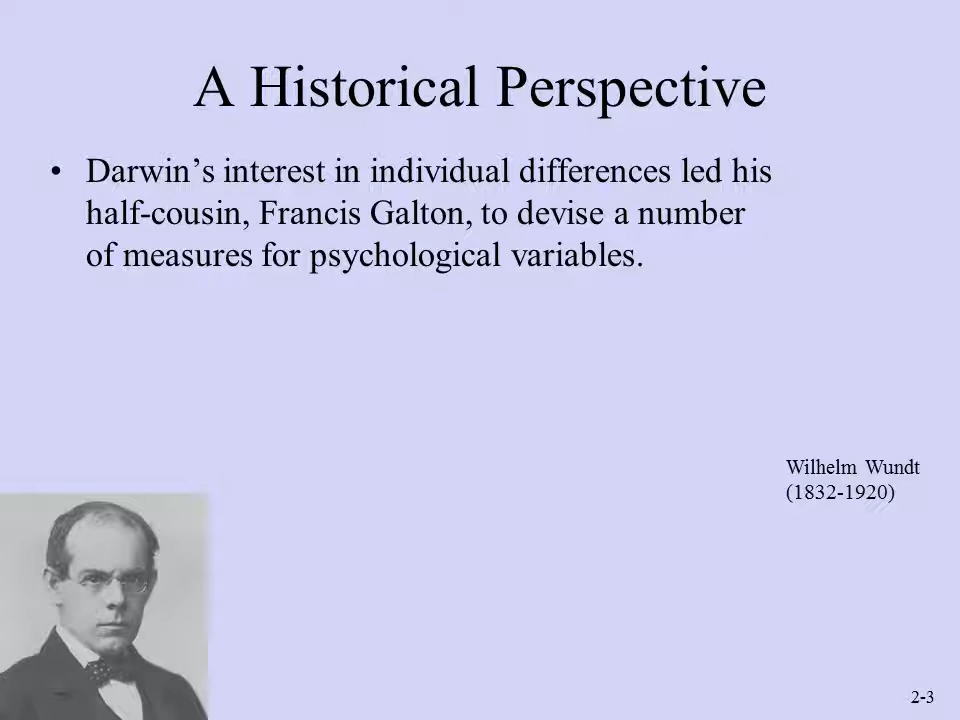 A Historical Perspective
• Darwin’s interest in individual differences led his
half-cousin, Francis Galton, to devise a number
of measures for psychological variables.
Wilhelm Wundt
(1832-1920)
2-3